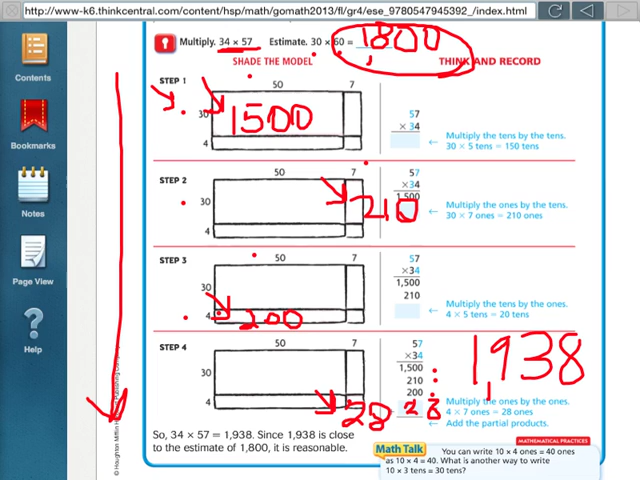 http://www-k6.thinkcentral.com/content/hsp/math/gomath2013/fl/gr4/ese_9780547945392_/index.html
Contents
Bookmarks
Notes
Page View
Help
Multiply. 34 × 57 Estimate. 30 × 60 = 1800
SHADE THE MODEL
THINK AND RECORD
STEP 1
50 7
30
1500
4
57
× 34
Multiply the tens by the tens.
30 × 5 tens = 150 tens
STEP 2
50 7
30
210
4
57
×34
1,500
Multiply the ones by the tens.
30 × 7 ones = 210 ones
STEP 3
50 7
30
4
200
57
×34
1,500
210
Multiply the tens by the ones.
4 × 5 tens = 20 tens
STEP 4
50 7
30
4
28
57
×34
1,500
210
200
28
1,938
Multiply the ones by the ones.
4 × 7 ones = 28 ones
Add the partial products.
So, 34 × 57 = 1,938. Since 1,938 is close
to the estimate of 1,800, it is reasonable.
MATHEMATICAL PRACTICES
Math Talk
You can write 10 × 4 ones = 40 ones
as 10 × 4 = 40. What is another way to write
10 × 3 tens = 30 tens?